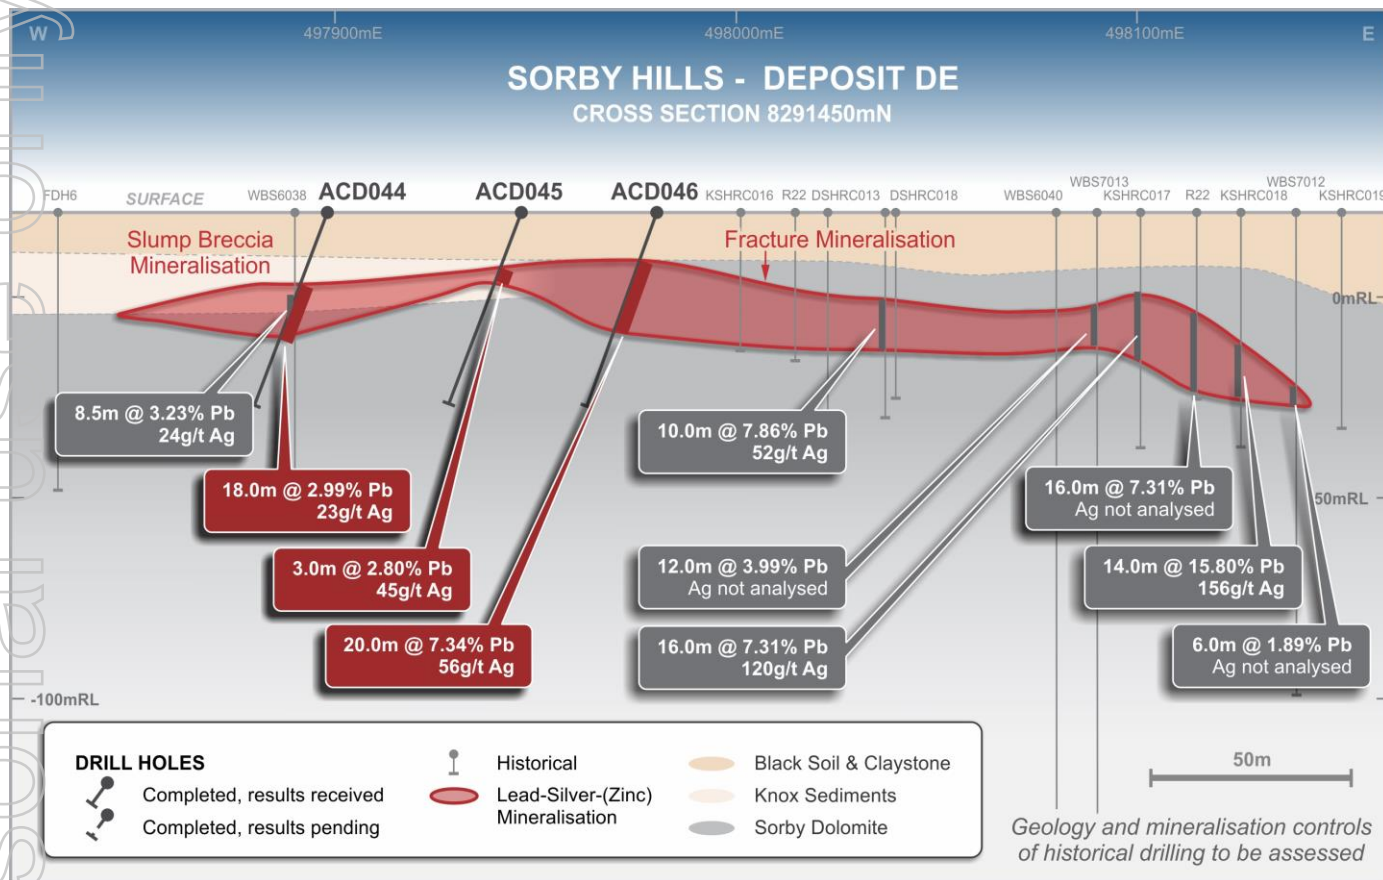 W
497900mE
498000mE
498100mE
E
SORBY HILLS - DEPOSIT DE
CROSS SECTION 8291450mN
FDH6
SURFACE
WBS6038
ACD044
ACD045
ACD046
KSHRC016
R22
DSHRC013
DSHRC018
WBS6040
WBS7013
KSHRC017
R22
KSHRC018
WBS7012
KSHRC019
Slump Breccia
Mineralisation
Fracture Mineralisation
0mRL
8.5m @ 3.23% Pb
24g/t Ag
10.0m @ 7.86% Pb
52g/t Ag
18.0m @ 2.99% Pb
23g/t Ag
16.0m @ 7.31% Pb
Ag not analysed
50mRL
3.0m @ 2.80% Pb
45g/t Ag
12.0m @ 3.99% Pb
Ag not analysed
14.0m @ 15.80% Pb
156g/t Ag
20.0m @ 7.34% Pb
56g/t Ag
16.0m @ 7.31% Pb
120g/t Ag
6.0m @ 1.89% Pb
Ag not analysed
-100mRL
DRILL HOLES
Completed, results received
Completed, results pending
Historical
Lead-Silver-(Zinc)
Mineralisation
Black Soil & Claystone
Knox Sediments
Sorby Dolomite
50m
Geology and mineralisation controls
of historical drilling to be assessed